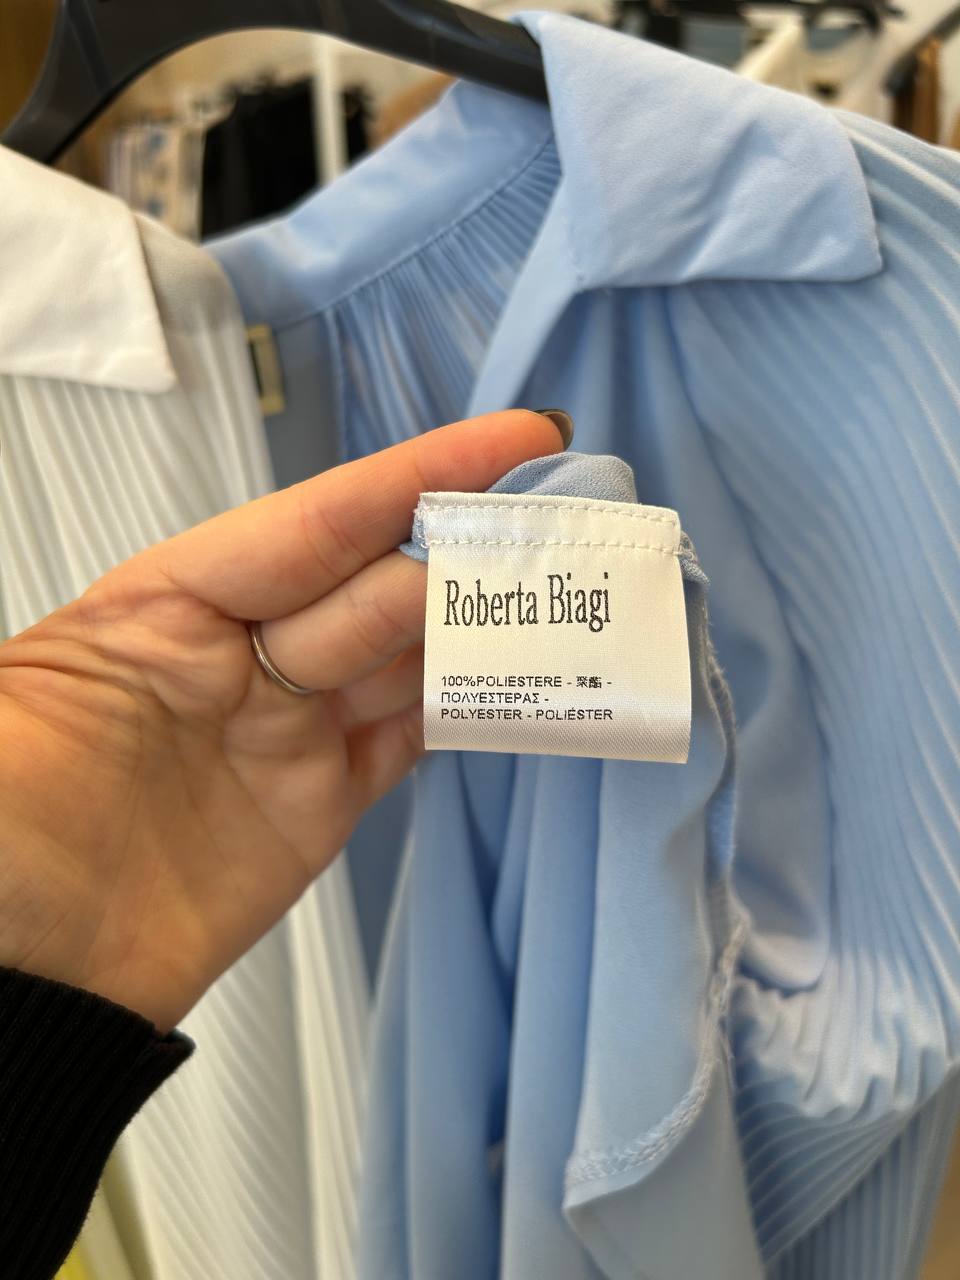 Roberta Biagi
100%POLIESTERE - 聚酯 -
ΠΟΛΥΕΣΤΕΡΑΣ -
POLYESTER - POLIÉSTER